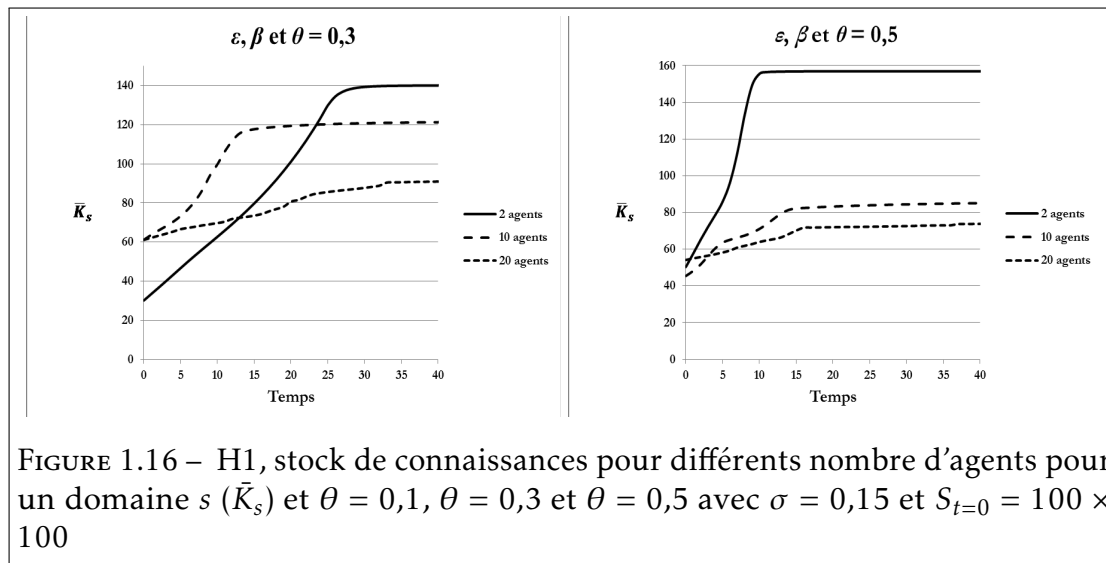 ε, β et θ = 0,3
140
120
100
80
60
40
20
0
K̄s
0 5 10 15 20 25 30 35 40
Temps
2 agents
10 agents
20 agents
ε, β et θ = 0,5
160
140
120
100
80
60
40
20
0
K̄s
0 5 10 15 20 25 30 35 40
Temps
2 agents
10 agents
20 agents
FIGURE 1.16 – H1, stock de connaissances pour différents nombre d'agents pour
un domaine s (K̄s) et θ = 0,1, θ = 0,3 et θ = 0,5 avec σ = 0,15 et St=0 = 100 ×
100